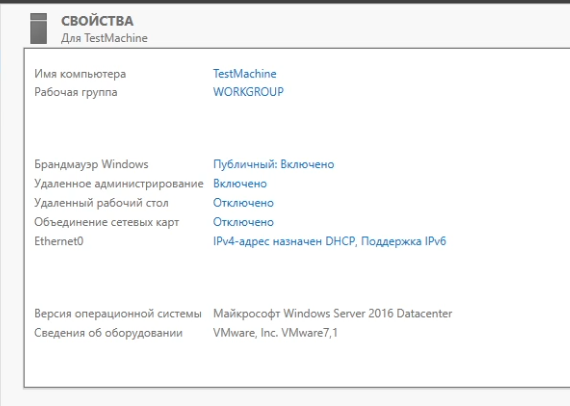 СВОЙСТВА
Для TestMachine
Имя компьютера TestMachine
Рабочая группа WORKGROUP
Брандмауэр Windows Публичный: Включено
Удаленное администрирование Включено
Удаленный рабочий стол Отключено
Объединение сетевых карт Отключено
Ethernet0 IPv4-адрес назначен DHCP, Поддержка IPv6
Версия операционной системы Майкрософт Windows Server 2016 Datacenter
Сведения об оборудовании VMware, Inc. VMware7,1